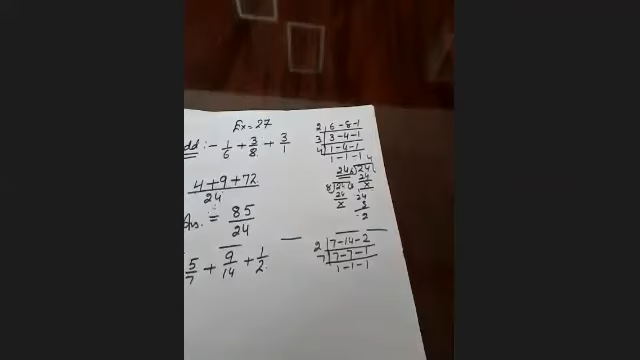 Ex = 27
dd :- 1/6 + 3/8 + 3/1
4+9+72
24
Ans. = 85/24
5/7 + 9/14 + 1/2
2 | 6-8-1
3 | 3-4-1
4 | 1-4-1
1-1-1
2 | 7-14-2
7 | 7-7-1
1-1-1